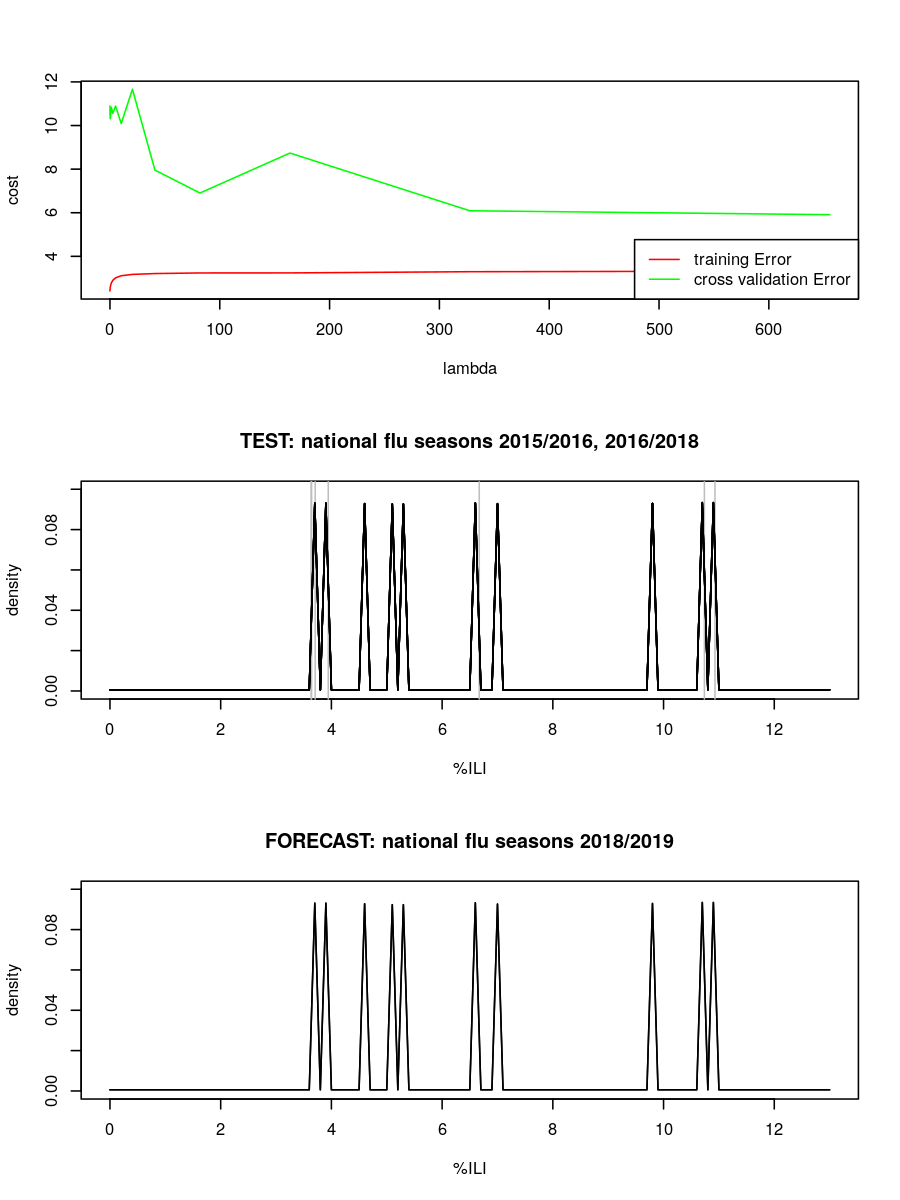 12
10
8
6
4
cost
training Error
cross validation Error
0 100 200 300 400 500 600
lambda
TEST: national flu seasons 2015/2016, 2016/2018
0.08
0.04
0.00
density
0 2 4 6 8 10 12
%ILI
FORECAST: national flu seasons 2018/2019
0.08
0.04
0.00
density
0 2 4 6 8 10 12
%ILI